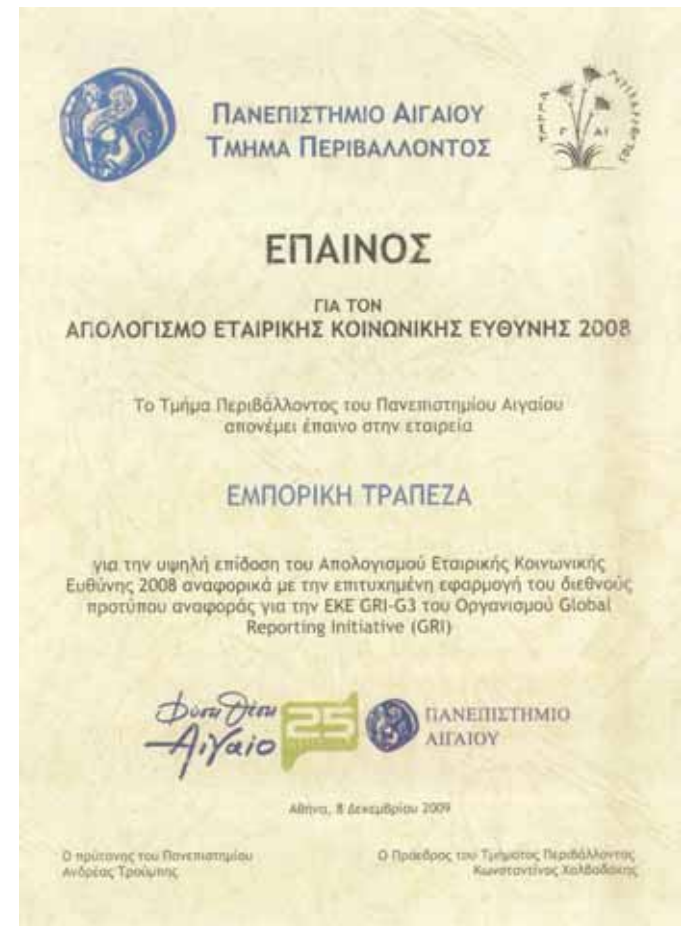 ΠΑΝΕΠΙΣΤΗΜΙΟ ΑΙΓΑΙΟΥ
ΤΜΗΜΑ ΠΕΡΙΒΑΛΛΟΝΤΟΣ
ΤΜΗΜΑ ΠΕΡΙΒΑΛΛΟΝΤΟΣ
ΕΠΑΙΝΟΣ
ΓΙΑ ΤΟΝ
ΑΠΟΛΟΓΙΣΜΟ ΕΤΑΙΡΙΚΗΣ ΚΟΙΝΩΝΙΚΗΣ ΕΥΘΥΝΗΣ 2008
Το Τμήμα Περιβάλλοντος του Πανεπιστημίου Αιγαίου
απονέμει έπαινο στην εταιρεία
ΕΜΠΟΡΙΚΗ ΤΡΑΠΕΖΑ
για την υψηλή επίδοση του Απολογισμού Εταιρικής Κοινωνικής
Ευθύνης 2008 αναφορικά με την επιτυχημένη εφαρμογή του διεθνούς
προτύπου αναφοράς για την ΕΚΕ GRI-G3 του Οργανισμού Global
Reporting Initiative (GRI)
Αιγαίο
25
ΠΑΝΕΠΙΣΤΗΜΙΟ
ΑΙΓΑΙΟΥ
Αθήνα, 8 Δεκεμβρίου 2009
Ο πρύτανης του Πανεπιστημίου
Ανδρέας Τρούμπης
Ο Πρόεδρος του Τμήματος Περιβάλλοντος
Κωνσταντίνος Χαλβαδάκης